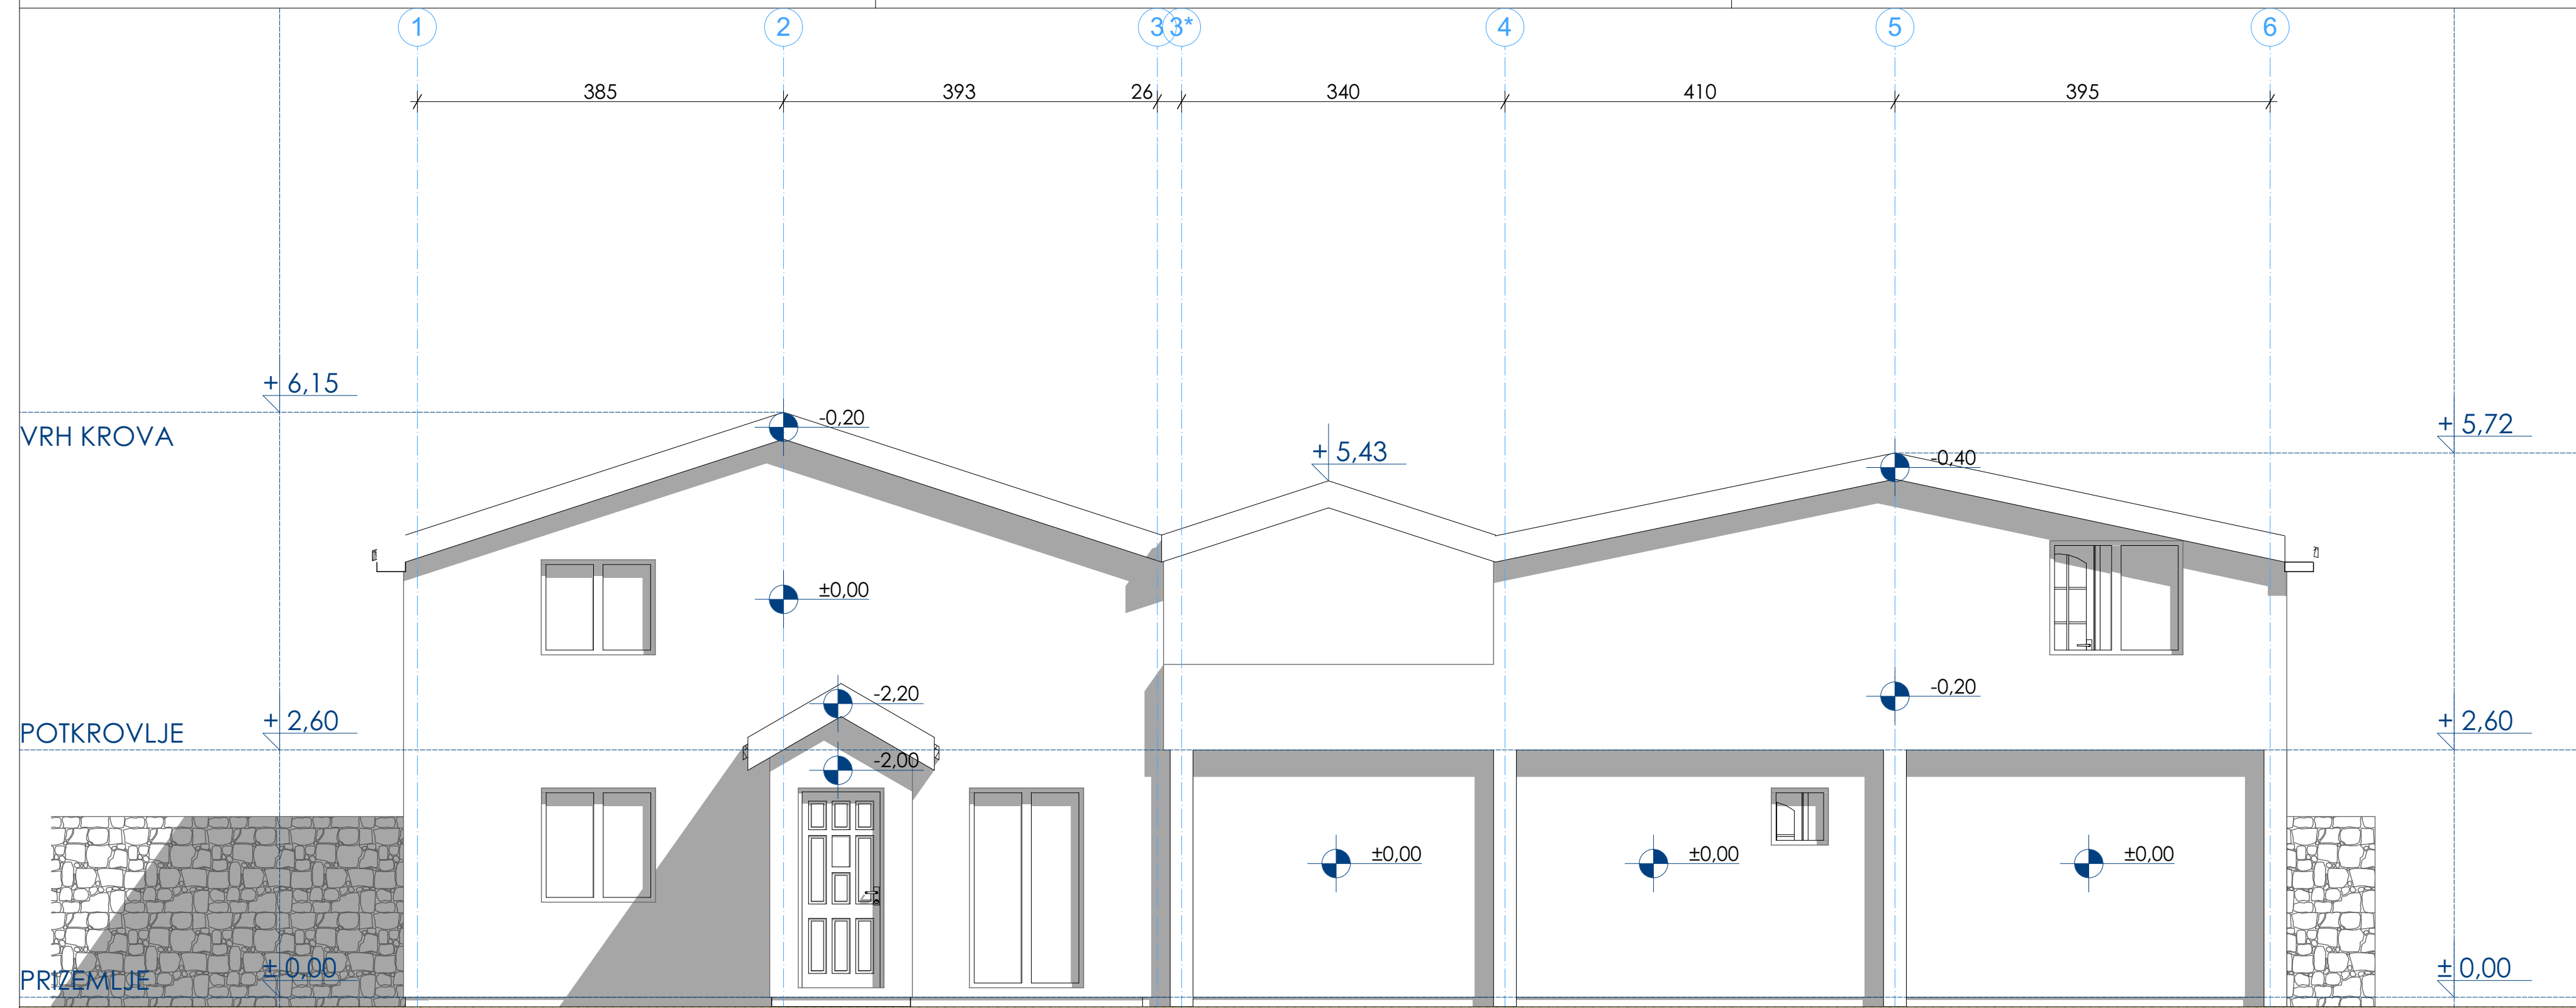 1 2 3 3* 4 5 6
385 393 26 340 410 395
+ 6,15
-0,20
VRH KROVA
+ 5,43
+ 5,72
-0,40
±0,00
-2,20
-0,20
+ 2,60
+ 2,60
POTKROVLJE
-2,00
±0,00 ±0,00 ±0,00
± 0,00
± 0,00
PRIZEMLJE